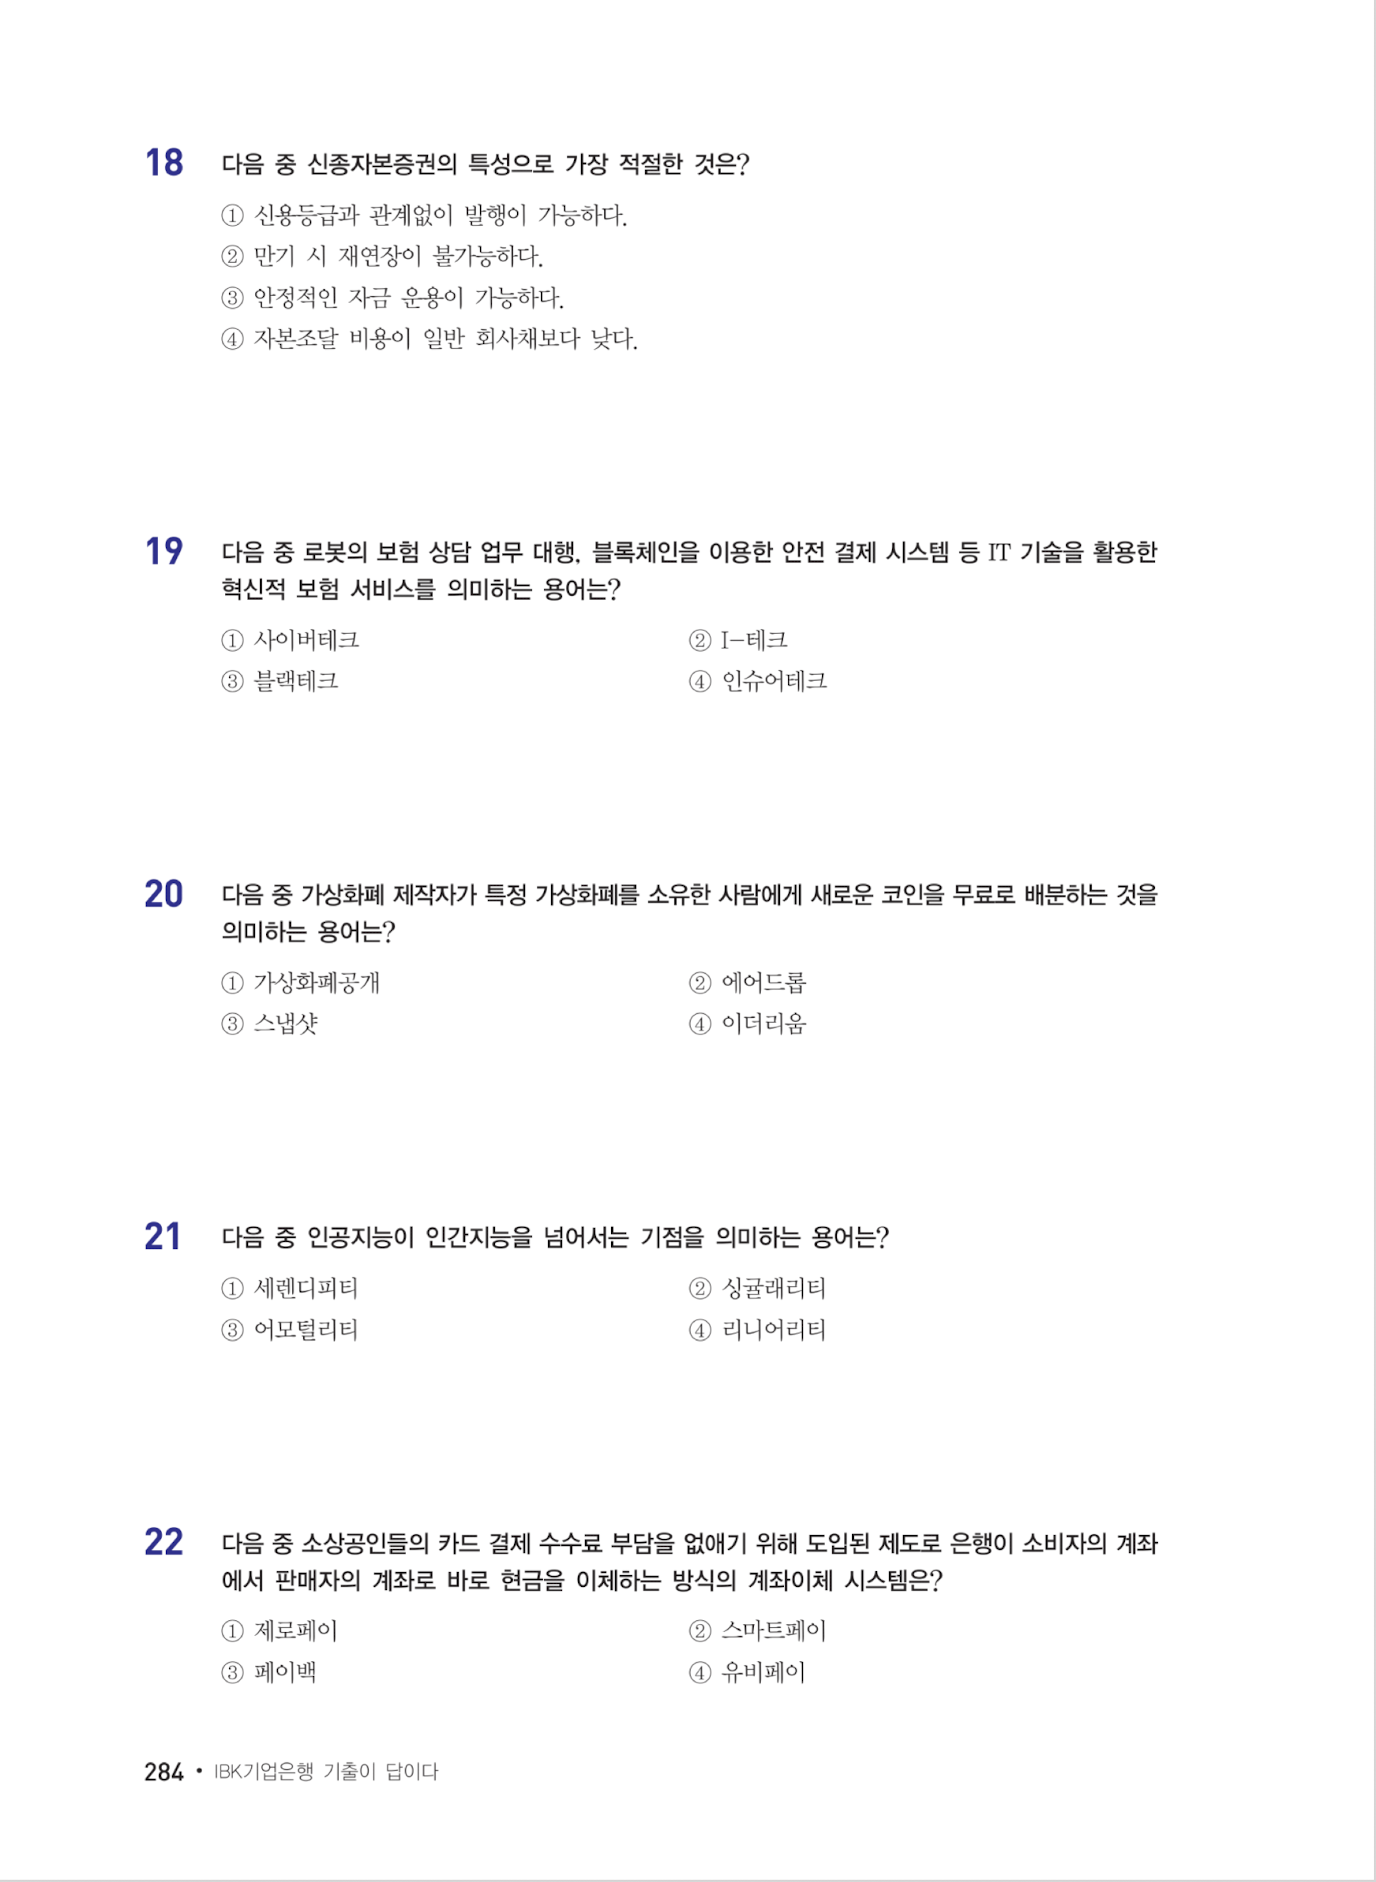 18 다음 중 신종자본증권의 특성으로 가장 적절한 것은?
① 신용등급과 관계없이 발행이 가능하다.
② 만기 시 재연장이 불가능하다.
③ 안정적인 자금 운용이 가능하다.
④ 자본조달 비용이 일반 회사채보다 낮다.
19 다음 중 로봇의 보험 상담 업무 대행, 블록체인을 이용한 안전 결제 시스템 등 IT 기술을 활용한
혁신적 보험 서비스를 의미하는 용어는?
① 사이버테크 ② I-테크
③ 블랙테크 ④ 인슈어테크
20 다음 중 가상화폐 제작자가 특정 가상화폐를 소유한 사람에게 새로운 코인을 무료로 배분하는 것을
의미하는 용어는?
① 가상화폐공개 ② 에어드롭
③ 스냅샷 ④ 이더리움
21 다음 중 인공지능이 인간지능을 넘어서는 기점을 의미하는 용어는?
① 세렌디피티 ② 싱귤래리티
③ 어모털리티 ④ 리니어리티
22 다음 중 소상공인들의 카드 결제 수수료 부담을 없애기 위해 도입된 제도로 은행이 소비자의 계좌
에서 판매자의 계좌로 바로 현금을 이체하는 방식의 계좌이체 시스템은?
① 제로페이 ② 스마트페이
③ 페이백 ④ 유비페이
284 • IBK기업은행 기출이 답이다